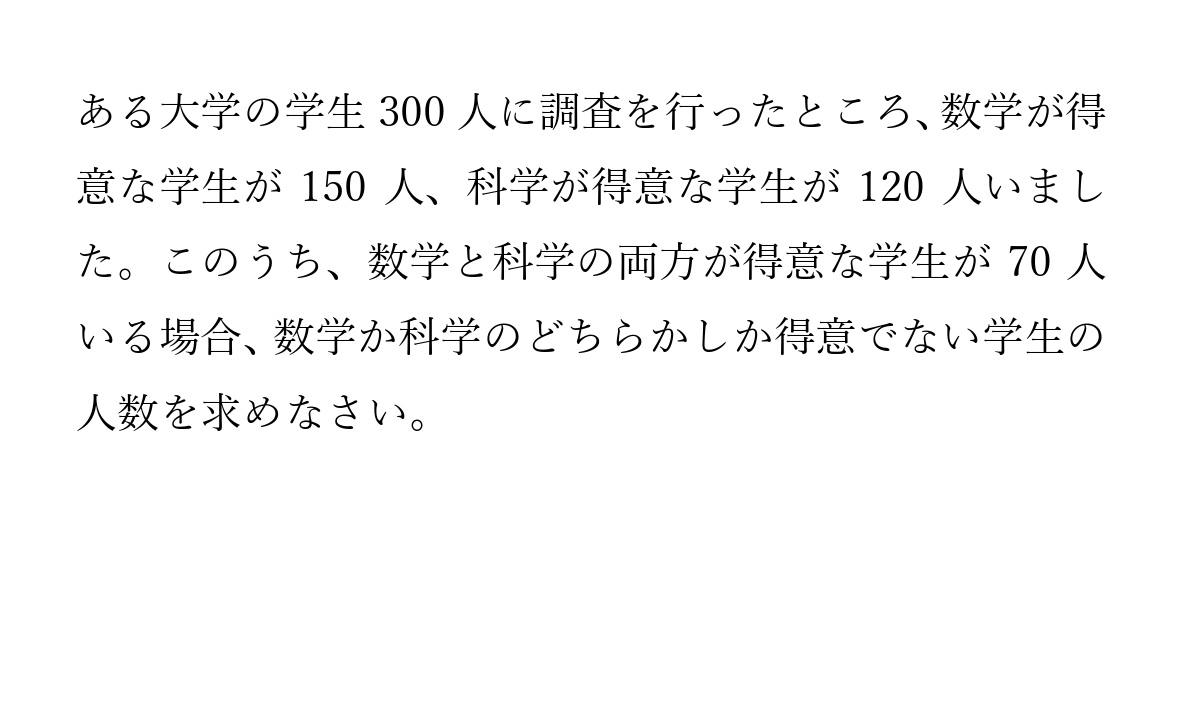 ある大学の学生 300 人に調査を行ったところ、数学が得
意な学生が 150 人、科学が得意な学生が 120 人いまし
た。このうち、数学と科学の両方が得意な学生が 70 人
いる場合、数学か科学のどちらかしか得意でない学生の
人数を求めなさい。